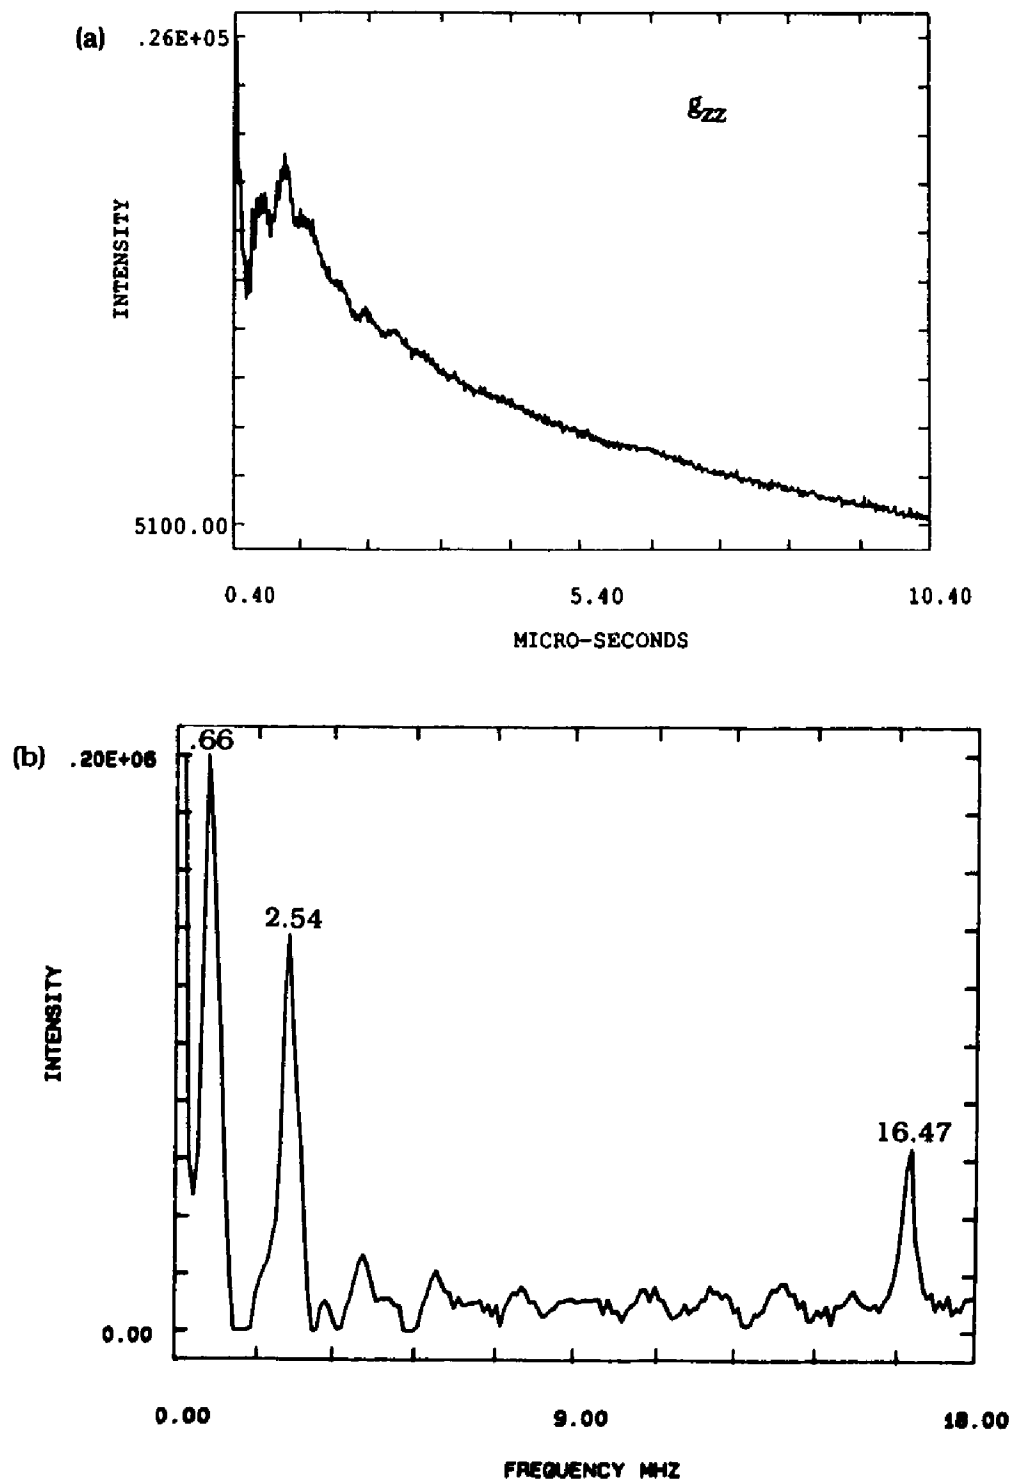 (a)
.26E+05
g_zz
INTENSITY
5100.00
0.40 5.40 10.40
MICRO-SECONDS
(b)
.20E+06
.66
2.54
16.47
INTENSITY
0.00
0.00 9.00 18.00
FREQUENCY MHZ